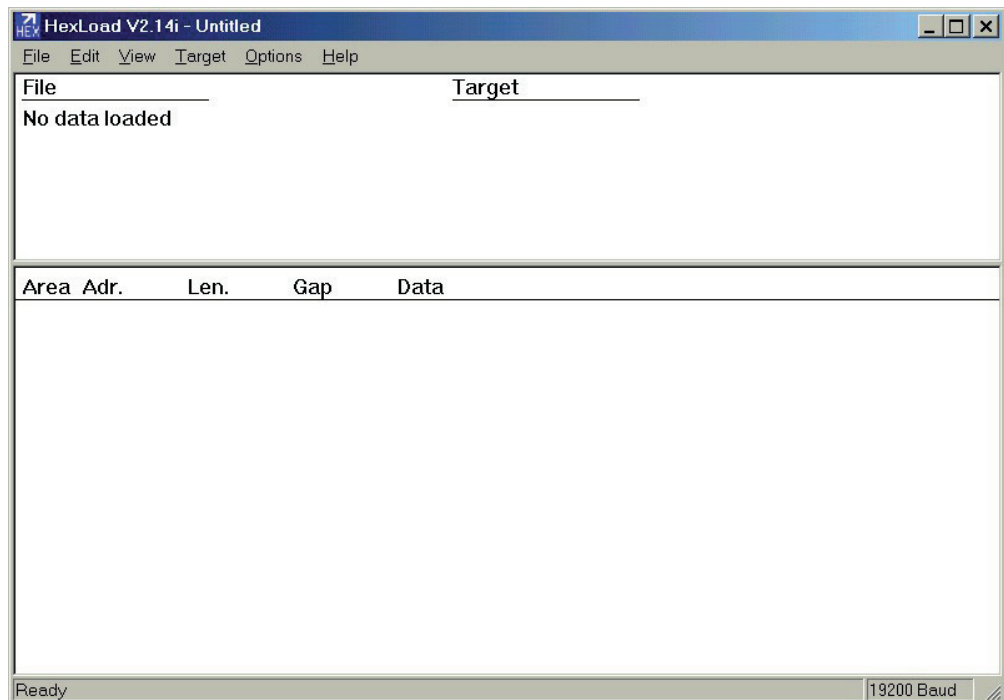 HEX HexLoad V2.14i - Untitled
File Edit View Target Options Help
File Target
No data loaded
Area Adr. Len. Gap Data
Ready 19200 Baud